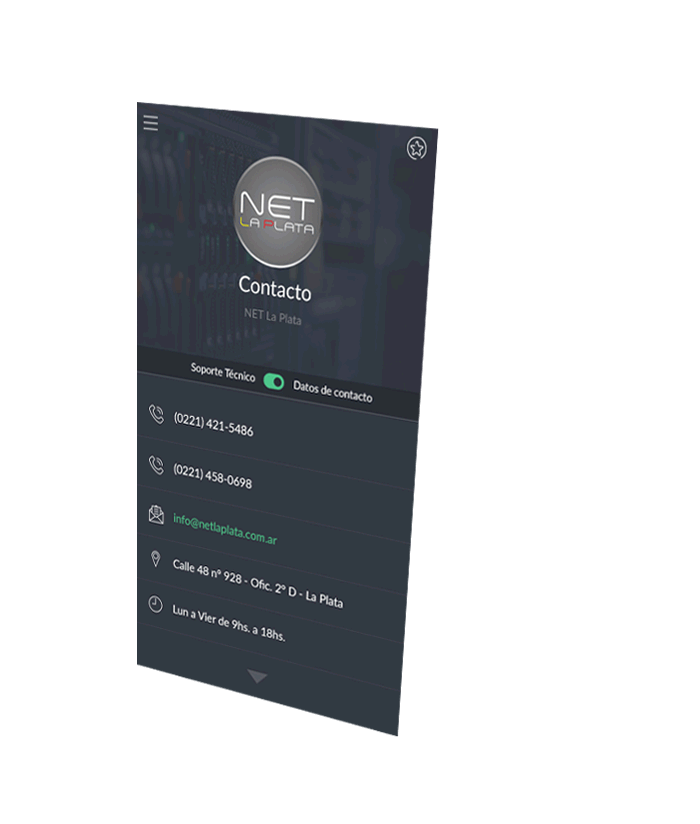 NET
LA PLATA
Contacto
NET La Plata
Soporte Técnico Datos de contacto
(0221) 421-5486
(0221) 458-0698
info@netlaplata.com.ar
Calle 48 nº 928 - Ofic. 2º D - La Plata
Lun a Vier de 9hs. a 18hs.